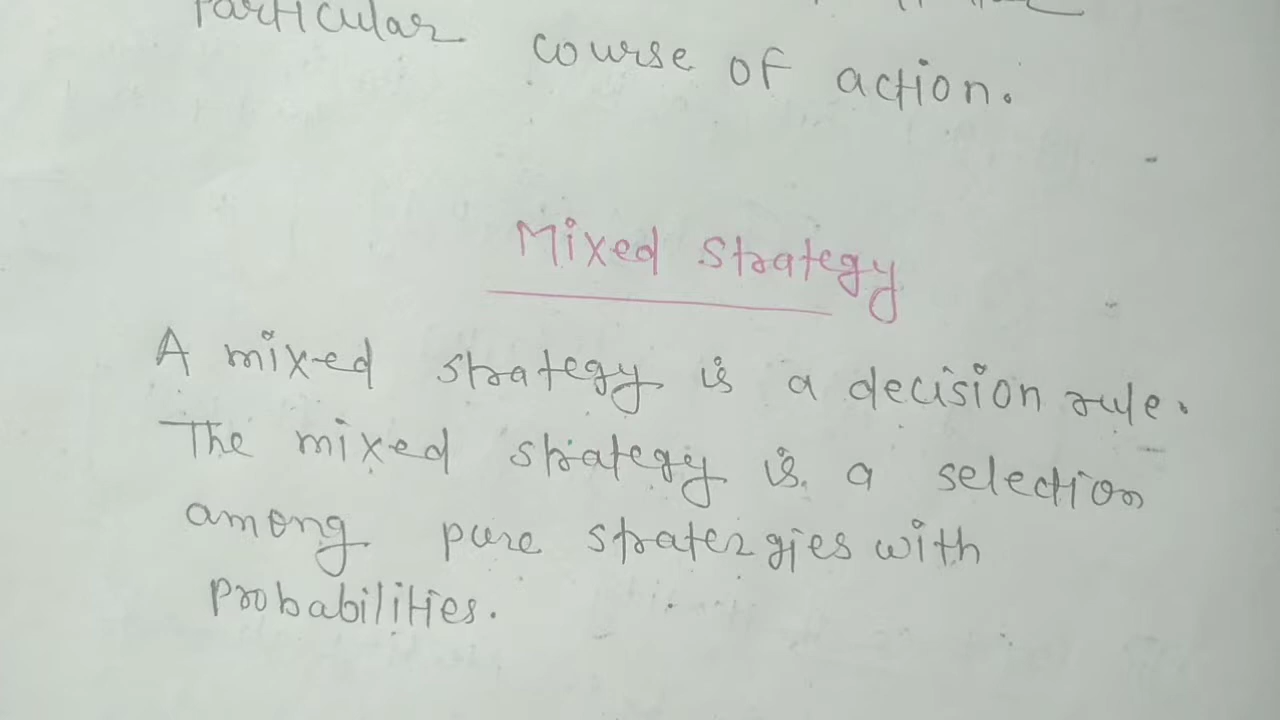 Particular course of action.
Mixed Strategy
A mixed strategy is a decision rule.
The mixed strategy is a selection
among pure stratergies with
Probabilities.